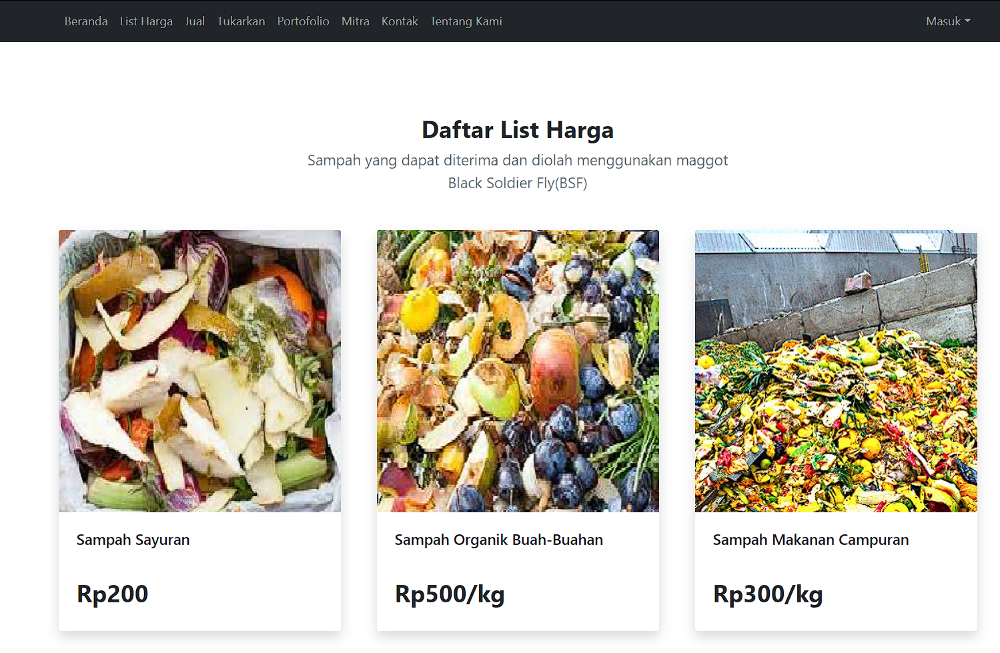 Beranda List Harga Jual Tukarkan Portofolio Mitra Kontak Tentang Kami Masuk
Daftar List Harga
Sampah yang dapat diterima dan diolah menggunakan maggot
Black Soldier Fly(BSF)
Sampah Sayuran
Rp200
Sampah Organik Buah-Buahan
Rp500/kg
Sampah Makanan Campuran
Rp300/kg